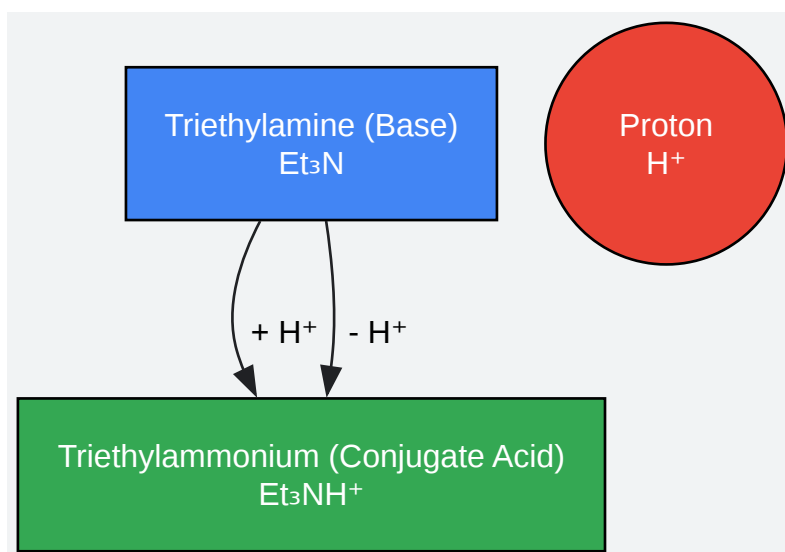 Triethylamine (Base)
Et₃N
Proton
H⁺
+ H⁺
- H⁺
Triethylammonium (Conjugate Acid)
Et₃NH⁺